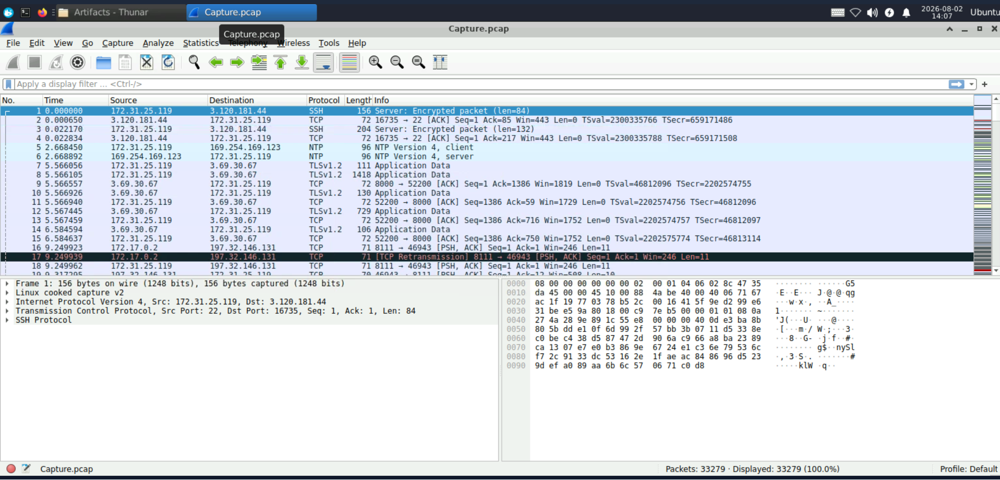 Artifacts - Thunar
Capture.pcap
2026-08-02
14:07
Ubuntu
Capture.pcap
Capture.pcap
File Edit View Go Capture Analyze Statistics Telephony Wireless Tools Help
Apply a display filter ... <Ctrl-/>
No. Time Source Destination Protocol Length Info
1 0.000000 172.31.25.119 3.120.181.44 SSH 156 Server: Encrypted packet (len=84)
2 0.000650 3.120.181.44 172.31.25.119 TCP 72 16735 → 22 [ACK] Seq=1 Ack=85 Win=443 Len=0 TSval=2300335766 TSecr=659171486
3 0.022170 172.31.25.119 3.120.181.44 SSH 204 Server: Encrypted packet (len=132)
4 0.022834 3.120.181.44 172.31.25.119 TCP 72 16735 → 22 [ACK] Seq=1 Ack=217 Win=443 Len=0 TSval=2300335788 TSecr=659171508
5 2.668450 172.31.25.119 169.254.169.123 NTP 96 NTP Version 4, client
6 2.668892 169.254.169.123 172.31.25.119 NTP 96 NTP Version 4, server
7 5.566056 172.31.25.119 3.69.30.67 TLSv1.2 111 Application Data
8 5.566105 172.31.25.119 3.69.30.67 TLSv1.2 1418 Application Data
9 5.566557 3.69.30.67 172.31.25.119 TCP 72 8000 → 52200 [ACK] Seq=1 Ack=1386 Win=1819 Len=0 TSval=46812096 TSecr=2202574755
10 5.566926 3.69.30.67 172.31.25.119 TLSv1.2 130 Application Data
11 5.566940 172.31.25.119 3.69.30.67 TCP 72 52200 → 8000 [ACK] Seq=1386 Ack=59 Win=1729 Len=0 TSval=2202574756 TSecr=46812096
12 5.567445 3.69.30.67 172.31.25.119 TLSv1.2 729 Application Data
13 5.567459 172.31.25.119 3.69.30.67 TCP 72 52200 → 8000 [ACK] Seq=1386 Ack=716 Win=1752 Len=0 TSval=2202574757 TSecr=46812097
14 6.584594 3.69.30.67 172.31.25.119 TLSv1.2 106 Application Data
15 6.584637 172.31.25.119 3.69.30.67 TCP 72 52200 → 8000 [ACK] Seq=1386 Ack=750 Win=1752 Len=0 TSval=2202575774 TSecr=46813114
16 9.249923 172.17.0.2 197.32.146.131 TCP 71 8111 → 46943 [PSH, ACK] Seq=1 Ack=1 Win=246 Len=11
17 9.249939 172.17.0.2 197.32.146.131 TCP 71 [TCP Retransmission] 8111 → 46943 [PSH, ACK] Seq=1 Ack=1 Win=246 Len=11
18 9.249962 172.31.25.119 197.32.146.131 TCP 71 8111 → 46943 [PSH, ACK] Seq=1 Ack=1 Win=246 Len=11
19 9.317295 197.32.146.131 172.31.25.119 TCP 70 46943 → 8111 [PSH, ACK] Seq=1 Ack=12 Win=508 Len=10
Frame 1: 156 bytes on wire (1248 bits), 156 bytes captured (1248 bits)
Linux cooked capture v2
Internet Protocol Version 4, Src: 172.31.25.119, Dst: 3.120.181.44
Transmission Control Protocol, Src Port: 22, Dst Port: 16735, Seq: 1, Ack: 1, Len: 84
SSH Protocol
0000 08 00 00 00 00 00 00 02 00 01 04 06 02 8c 47 35 ········ ······G5
0010 da 45 00 00 45 10 00 88 4a be 40 00 40 06 71 67 ·E··E··· J·@·@·qg
0020 ac 1f 19 77 03 78 b5 2c 00 16 41 5f 9e d2 99 e6 ···w·x·, ··A_····
0030 31 be e5 9a 80 18 00 c9 7e b5 00 00 01 01 08 0a 1······· ~·······
0040 27 4a 28 9e 89 1c 55 e8 00 00 00 40 0d e3 ba 8b 'J(···U· ···@····
0050 80 5b dd e1 0f 6d 99 2f 57 bb 3b 07 11 d5 33 8e ·[···m·/ W·;···3·
0060 c0 be c4 38 d5 87 47 2d 90 6a c9 66 a8 ba 23 89 ···8··G- ·j·f··#·
0070 ca 13 07 e7 e0 b3 86 9e 67 24 e1 c3 6e 79 53 6c ········ g$··nySl
0080 f7 2c 91 33 dc 53 16 2e 1f ae ac 84 86 96 d5 23 ·,·3·S·. ·······#
0090 9d ef a0 89 aa 6b 6c 57 06 71 c0 d8 ·····klW ·q··
Capture.pcap
Packets: 33279 · Displayed: 33279 (100.0%)
Profile: Default